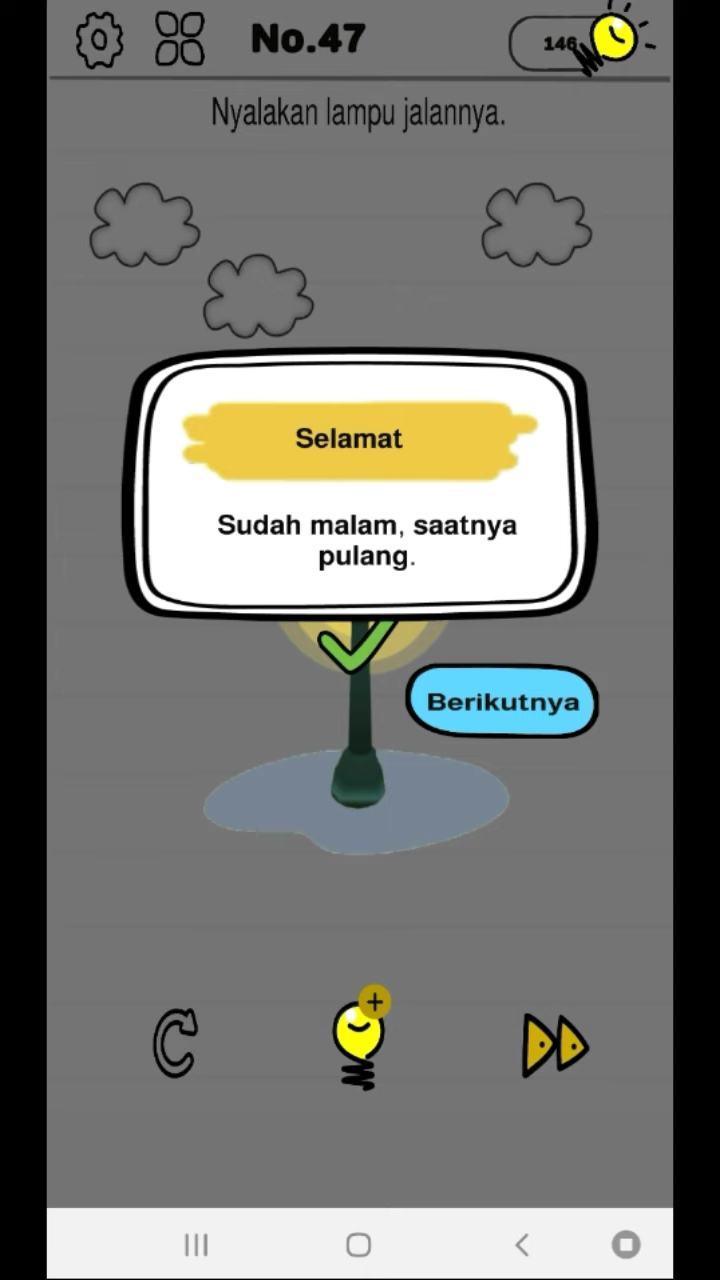 No.47
146
Nyalakan lampu jalannya.
Selamat
Sudah malam, saatnya
pulang.
Berikutnya